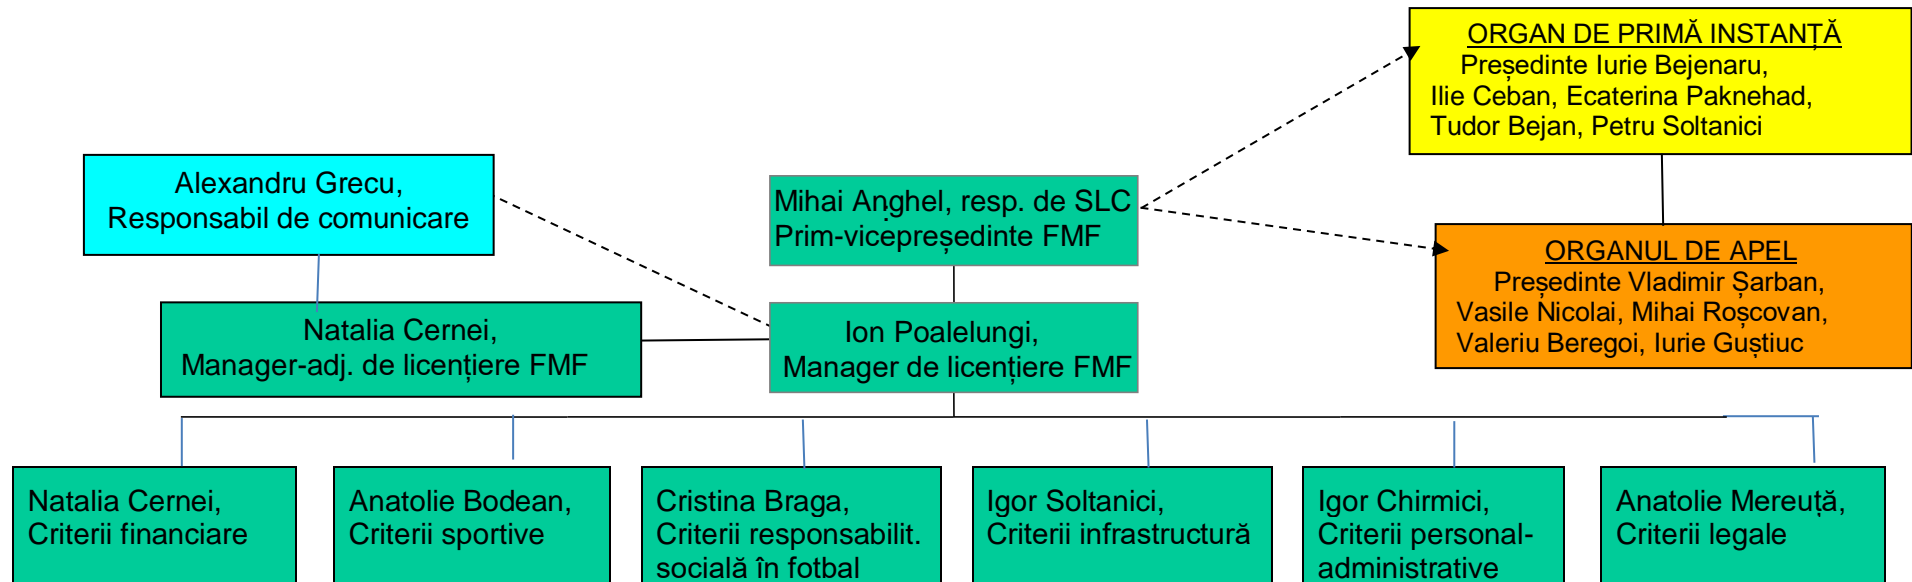 ORGAN DE PRIMĂ INSTANȚĂ
Președinte Iurie Bejenaru,
Ilie Ceban, Ecaterina Paknehad,
Tudor Bejan, Petru Soltanici
Alexandru Grecu,
Responsabil de comunicare
Mihai Anghel, resp. de SLC
Prim-vicepreședinte FMF
ORGANUL DE APEL
Președinte Vladimir Șarban,
Vasile Nicolai, Mihai Roșcovan,
Valeriu Beregoi, Iurie Guștiuc
Natalia Cernei,
Manager-adj. de licențiere FMF
Ion Poalelungi,
Manager de licențiere FMF
Natalia Cernei,
Criterii financiare
Anatolie Bodean,
Criterii sportive
Cristina Braga,
Criterii responsabilit.
socială în fotbal
Igor Soltanici,
Criterii infrastructură
Igor Chirmici,
Criterii personal-
administrative
Anatolie Mereuță,
Criterii legale